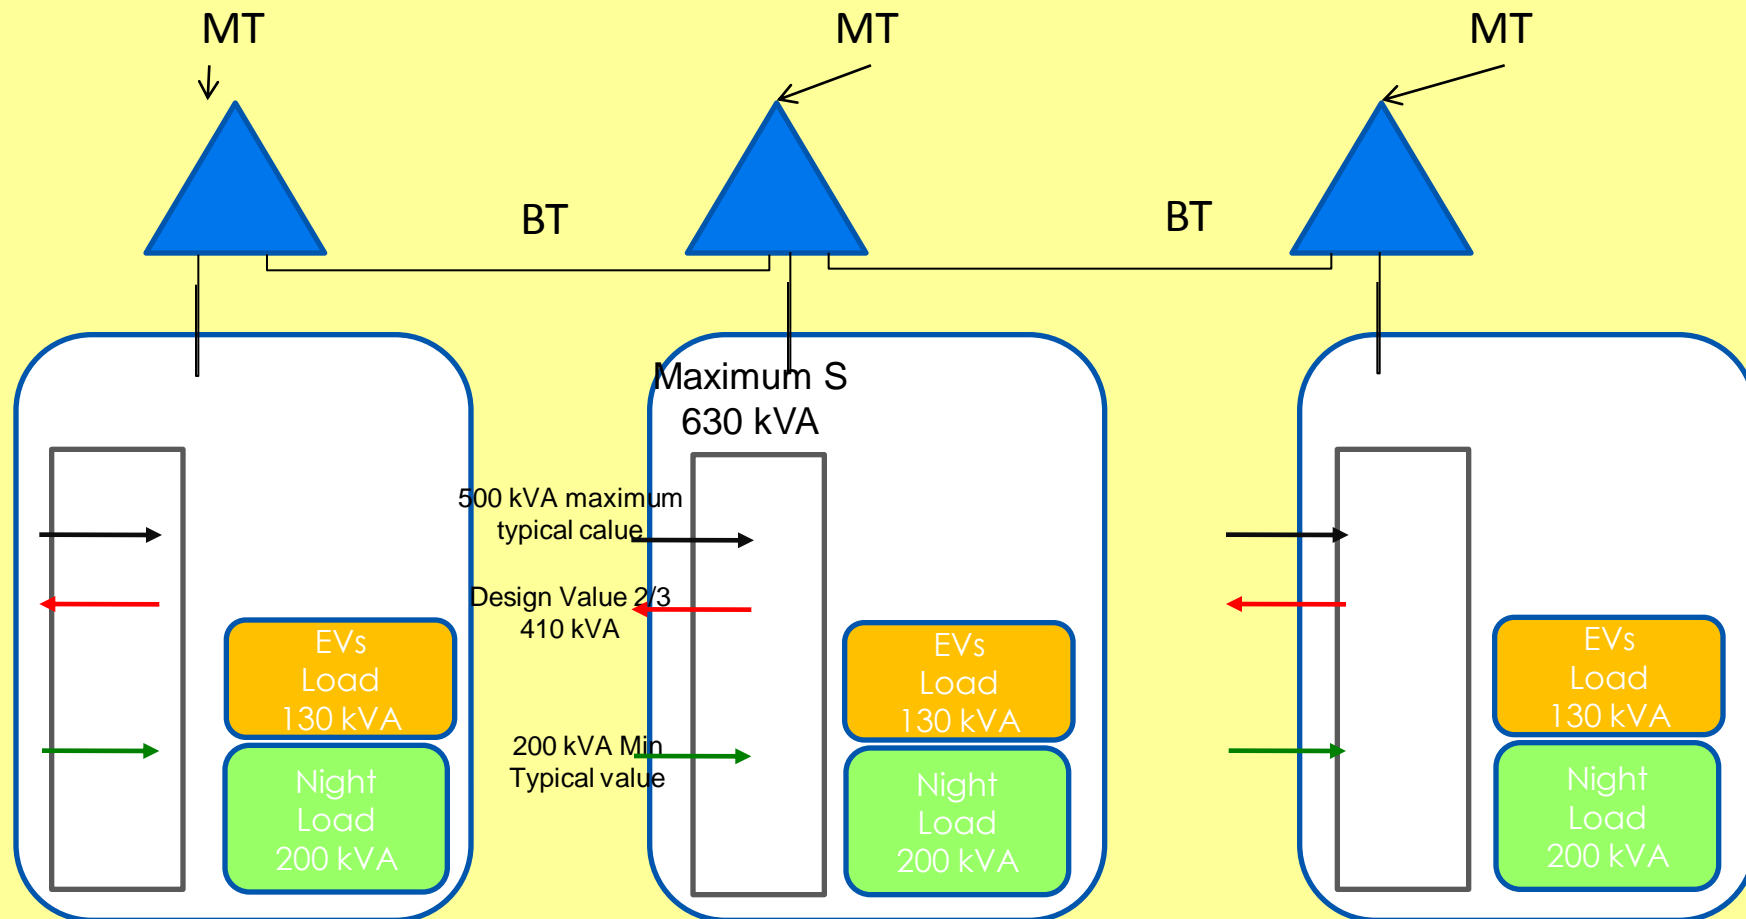 MT
MT
MT
BT
BT
Maximum S
630 kVA
500 kVA maximum
typical calue
Design Value 2/3
410 kVA
200 kVA Min
Typical value
EVs
Load
130 kVA
Night
Load
200 kVA
EVs
Load
130 kVA
Night
Load
200 kVA
EVs
Load
130 kVA
Night
Load
200 kVA